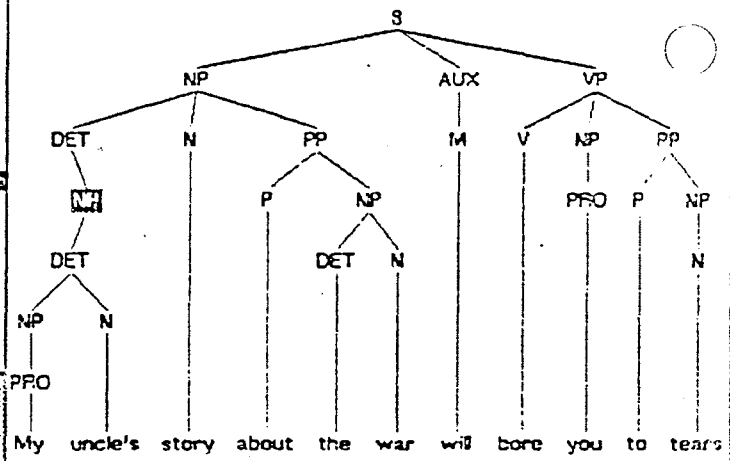 S
NP AUX VP
DET N PP M V NP PP
P NP PRO P NP
DET DET N N
NP N
PRO
My uncle's story about the war will bore you to tears